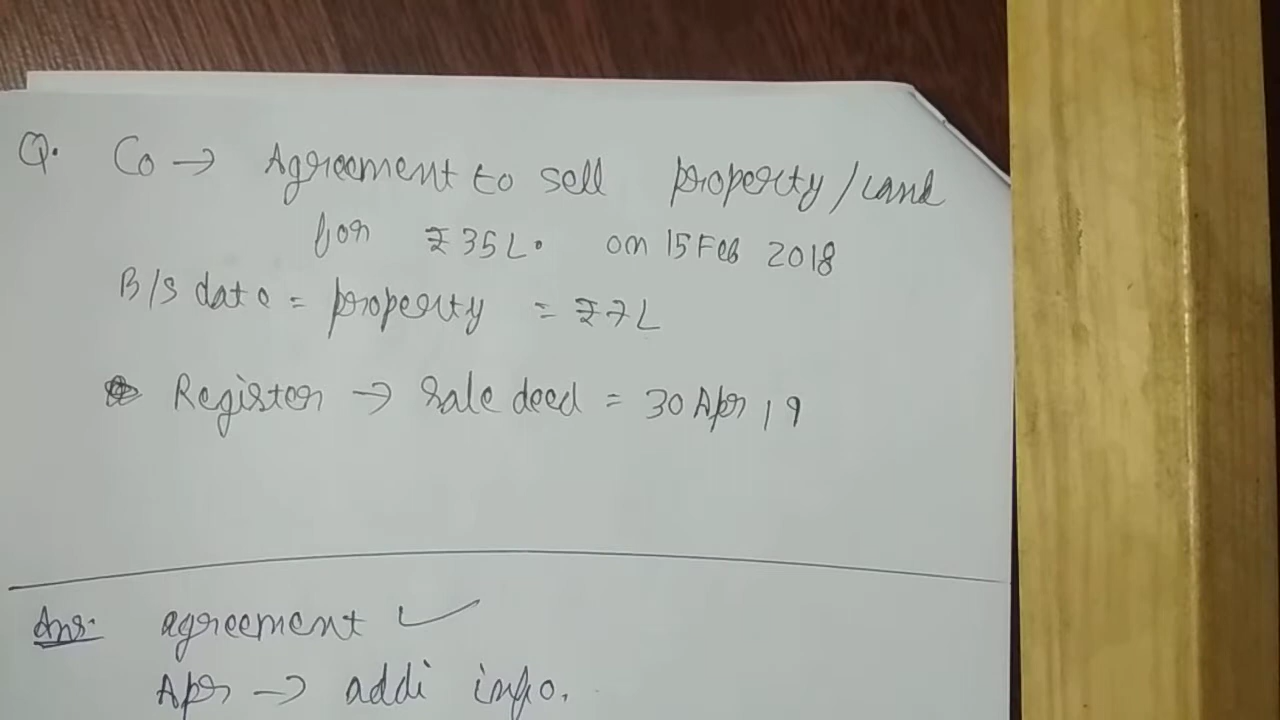 Q. Co → Agreement to sell property/land
for ₹35L. on 15 Feb 2018
B/S date = property = ₹7L
Register → Sale deed = 30 Apr 19
Ans: agreement ✓
Apr → addi info.